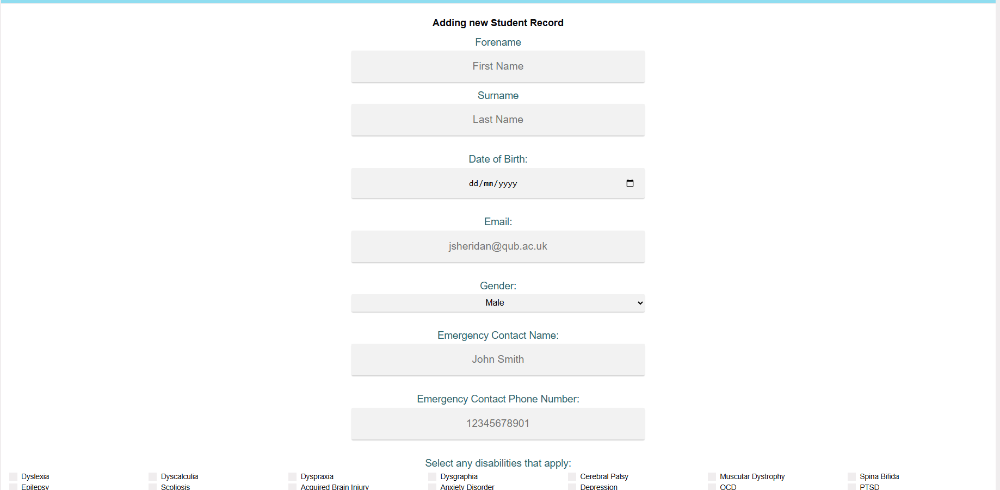 Adding new Student Record
Forename
First Name
Surname
Last Name
Date of Birth:
dd/mm/yyyy
Email:
jsheridan@qub.ac.uk
Gender:
Male
Emergency Contact Name:
John Smith
Emergency Contact Phone Number:
12345678901
Select any disabilities that apply:
Dyslexia Dyscalculia Dyspraxia Dysgraphia Cerebral Palsy Muscular Dystrophy Spina Bifida
Epilepsy Scoliosis Acquired Brain Injury Anxiety Disorder Depression OCD PTSD